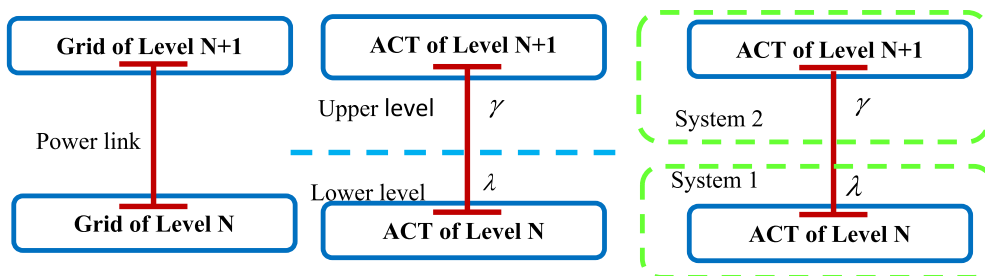 Grid of Level N+1
Power link
Grid of Level N
ACT of Level N+1
Upper level
γ
Lower level
λ
ACT of Level N
ACT of Level N+1
γ
System 2
System 1
λ
ACT of Level N